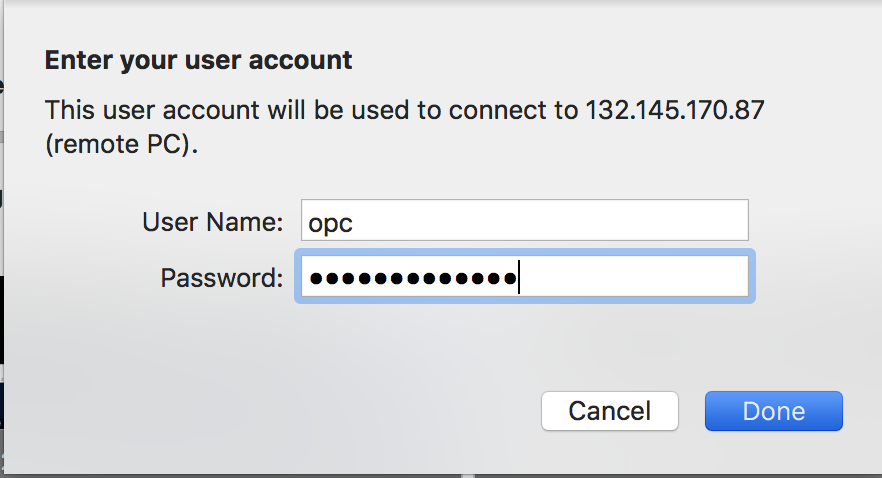 Enter your user account
This user account will be used to connect to 132.145.170.87
(remote PC).
User Name: opc
Password: •••••••••••••
Cancel Done